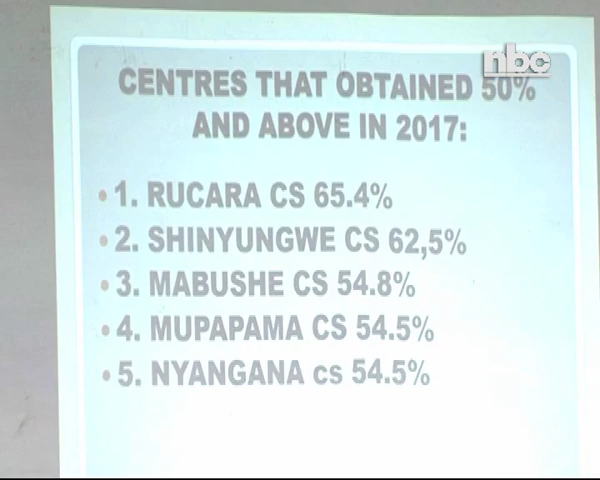 nbc
CENTRES THAT OBTAINED 50%
AND ABOVE IN 2017:
• 1. RUCARA CS 65.4%
• 2. SHINYUNGWE CS 62,5%
• 3. MABUSHE CS 54.8%
• 4. MUPAPAMA CS 54.5%
• 5. NYANGANA cs 54.5%